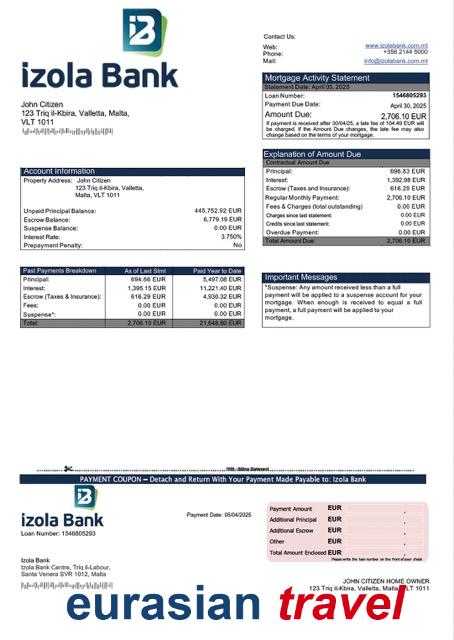 izola Bank
Contact Us:
Web: www.izolabank.com.mt
Phone: +356 2144 5000
Mail: info@izolabank.com.mt
John Citizen
123 Triq il-Kbira, Valletta, Malta,
VLT 1011
Mortgage Activity Statement
Statement Date: April 05, 2025
Loan Number: 1546805293
Payment Due Date: April 30, 2025
Amount Due: 2,706.10 EUR
If payment is received after 30/04/25, a late fee of 104.49 EUR will
be charged. If the Amount Due changes, the late fee may also
change based on the terms of your mortgage.
Explanation of Amount Due
Contractual Amount Due
Principal: 696.83 EUR
Interest: 1,392.98 EUR
Escrow (Taxes and Insurance): 616.29 EUR
Regular Monthly Payment: 2,706.10 EUR
Fees & Charges (total outstanding) 0.00 EUR
Charges since last statement: 0.00 EUR
Credits since last statement: 0.00 EUR
Overdue Payment: 0.00 EUR
Total Amount Due: 2,706.10 EUR
Account Information
Property Address: John Citizen
123 Triq il-Kbira, Valletta,
Malta, VLT 1011
Unpaid Principal Balance: 445,752.92 EUR
Escrow Balance: 6,779.19 EUR
Suspense Balance: 0.00 EUR
Interest Rate: 3.750%
Prepayment Penalty: No
Past Payments Breakdown As of Last Stmt Paid Year to Date
Principal: 694.66 EUR 5,497.08 EUR
Interest: 1,395.15 EUR 11,221.40 EUR
Escrow (Taxes & Insurance): 616.29 EUR 4,930.32 EUR
Fees: 0.00 EUR 0.00 EUR
Suspense*: 0.00 EUR 0.00 EUR
Total: 2,706.10 EUR 21,648.80 EUR
Important Messages
*Suspense: Any amount received less than a full
payment will be applied to a suspense account for your
mortgage. When enough is received to equal a full
payment, a full payment will be applied to your
mortgage.
PAYMENT COUPON – Detach and Return With Your Payment Made Payable to: Izola Bank
izola Bank
Loan Number: 1546805293
Payment Date: 05/04/2025
Payment Amount EUR
Additional Principal EUR
Additional Escrow EUR
Other EUR
Total Amount Enclosed EUR
Please write the loan number on the front of your check
Izola Bank
Izola Bank Centre, Triq il-Labour,
Santa Venera SVR 1012, Malta
JOHN CITIZEN HOME OWNER
123 Triq il-Kbira, Valletta, Malta, VLT 1011
eurasian travel